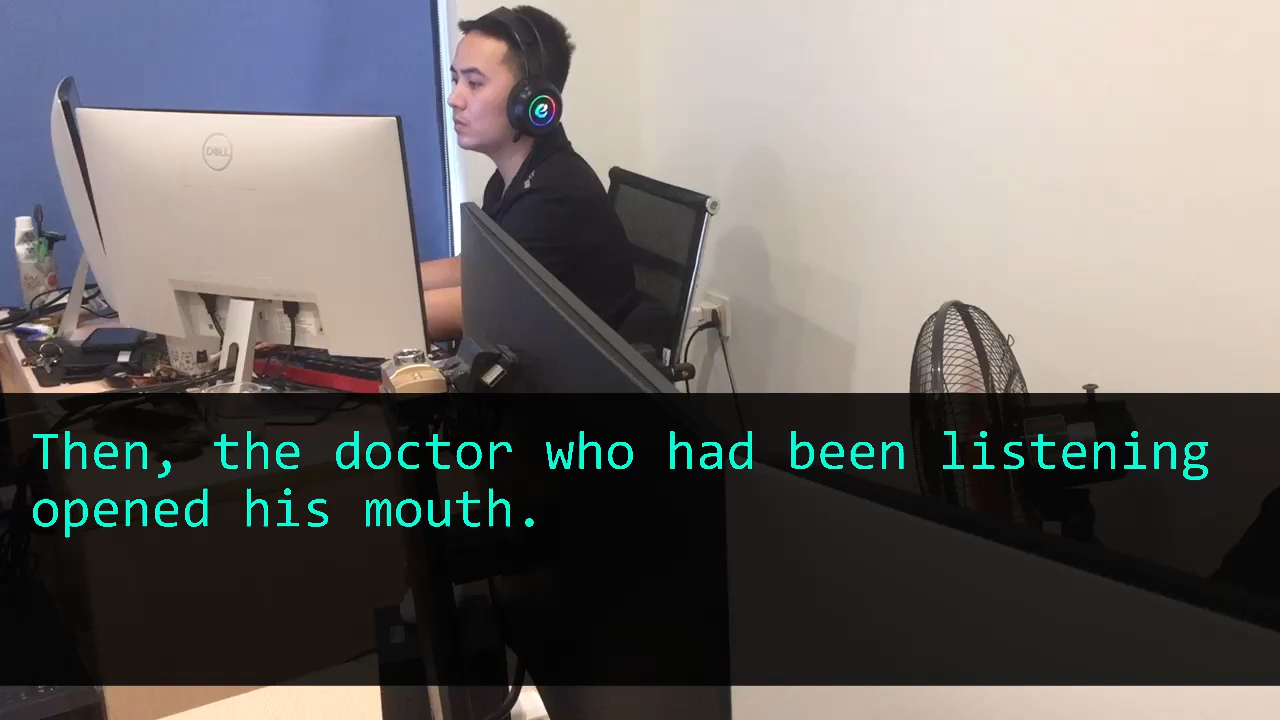 DELL
Then, the doctor who had been listening
opened his mouth.